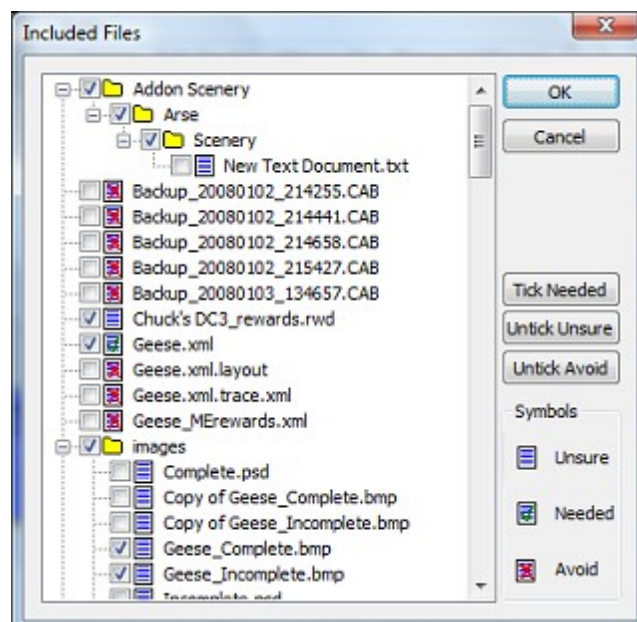 Included Files
Addon Scenery
Arse
Scenery
New Text Document.txt
Backup_20080102_214255.CAB
Backup_20080102_214441.CAB
Backup_20080102_214658.CAB
Backup_20080102_215427.CAB
Backup_20080103_134657.CAB
Chuck's DC3_rewards.rwd
Geese.xml
Geese.xml.layout
Geese.xml.trace.xml
Geese_MErewards.xml
images
Complete.psd
Copy of Geese_Complete.bmp
Copy of Geese_Incomplete.bmp
Geese_Complete.bmp
Geese_Incomplete.bmp
Incomplete.psd
OK
Cancel
Tick Needed
Untick Unsure
Untick Avoid
Symbols
Unsure
Needed
Avoid